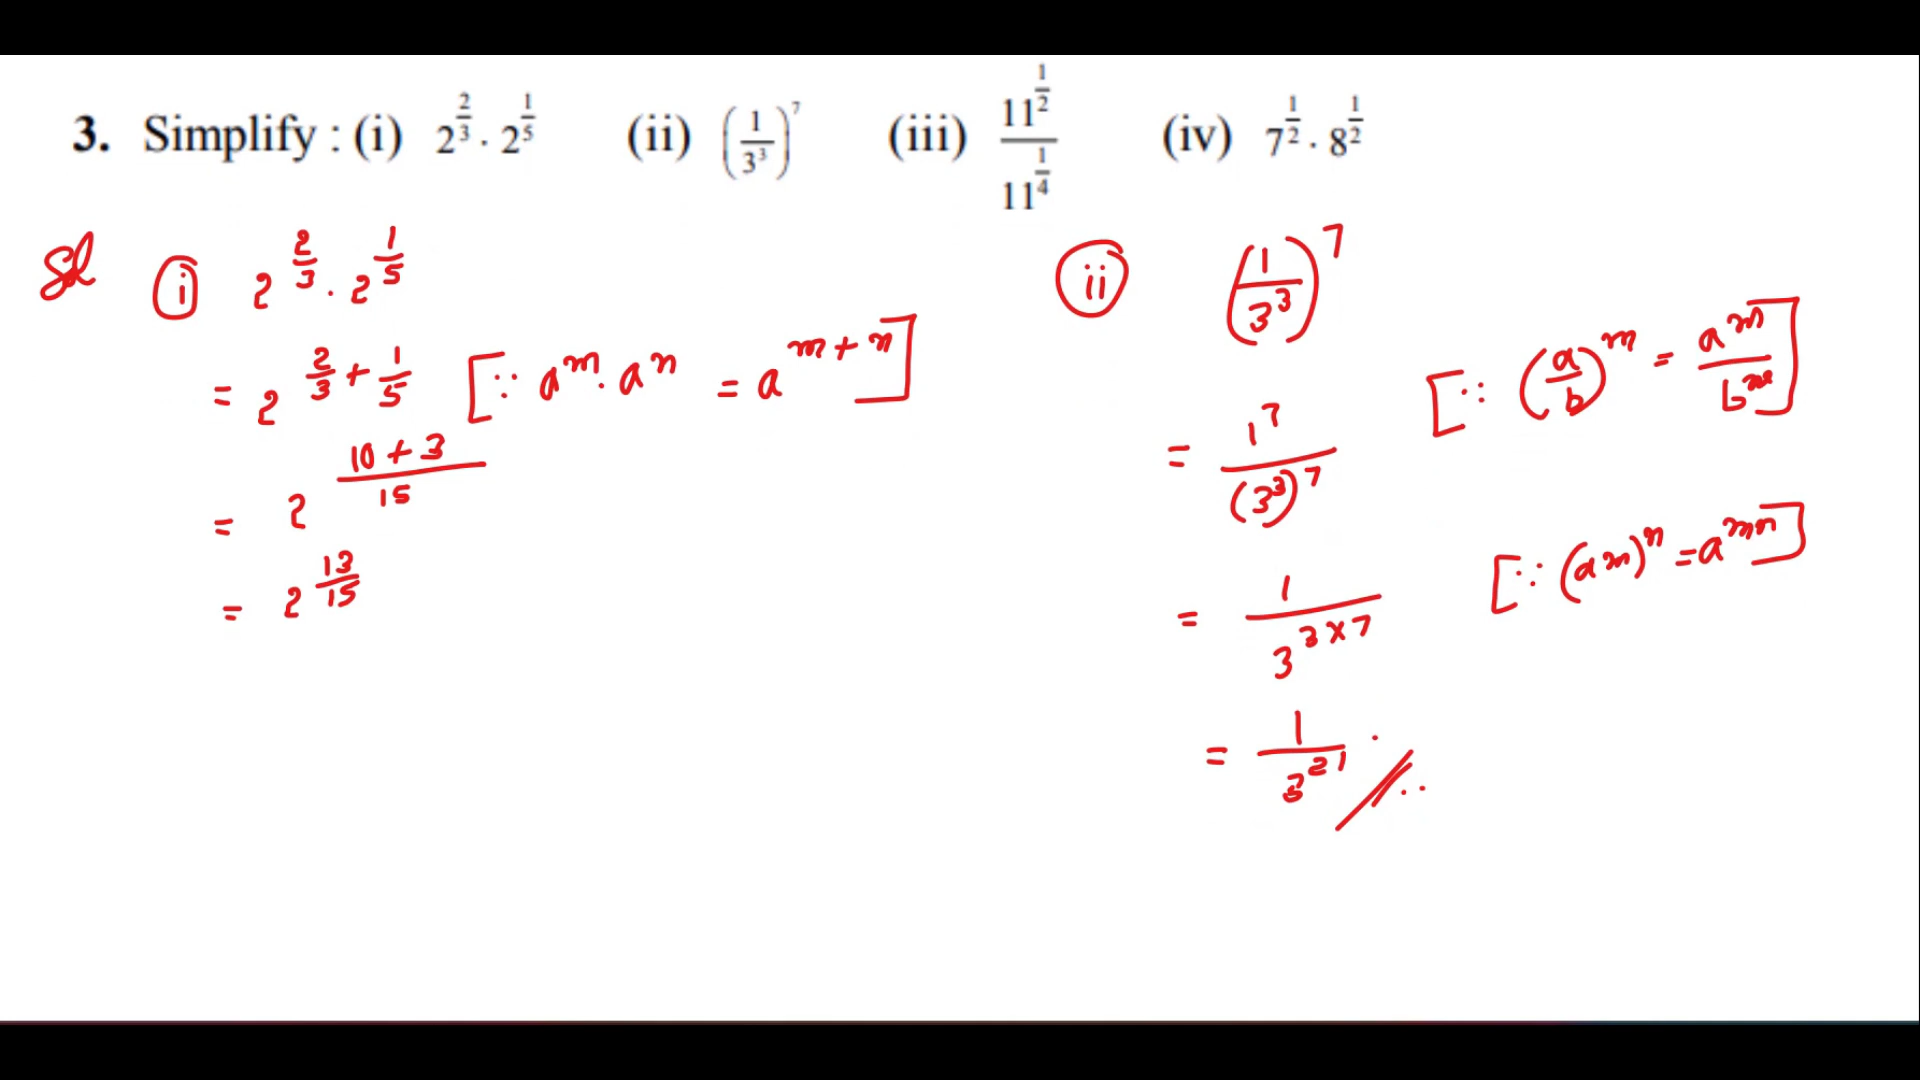 3. Simplify : (i) 2^(2/3) . 2^(1/5) (ii) (1/3^3)^7 (iii) 11^(1/2) / 11^(1/4) (iv) 7^(1/2) . 8^(1/2)
Sol (i) 2^(2/3) . 2^(1/5)
= 2^(2/3 + 1/5) [∵ a^m . a^n = a^(m+n)]
= 2^((10+3)/15)
= 2^(13/15)
(ii) (1/3^3)^7
= 1^7/(3^3)^7 [∵ (a/b)^m = a^m/b^m]
= 1/3^(3×7) [∵ (a^m)^n = a^(mn)]
= 1/3^21